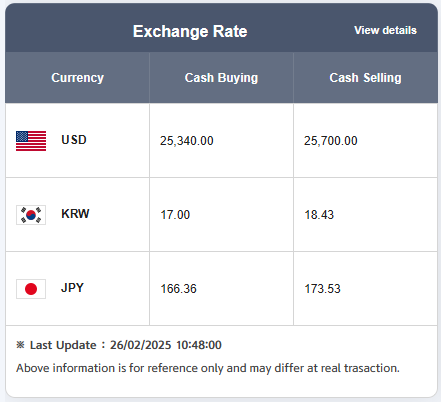 Exchange Rate View details
Currency Cash Buying Cash Selling
USD 25,340.00 25,700.00
KRW 17.00 18.43
JPY 166.36 173.53
※ Last Update : 26/02/2025 10:48:00
Above information is for reference only and may differ at real trasaction.